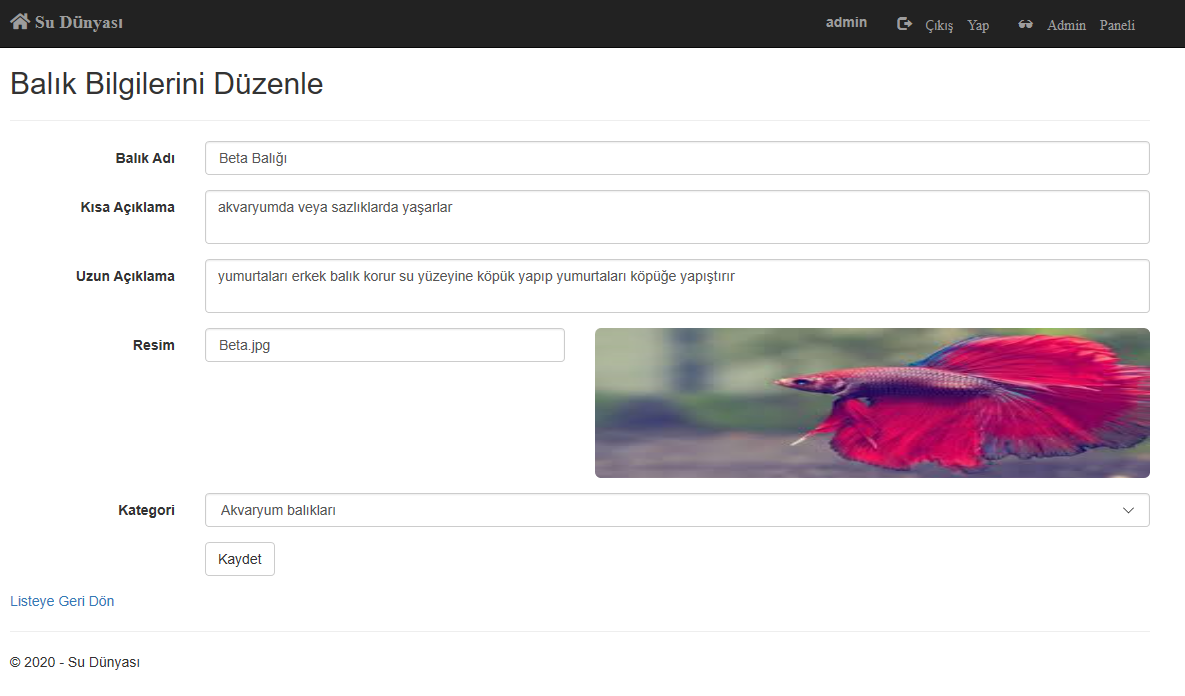 Su Dünyası admin Çıkış Yap Admin Paneli
Balık Bilgilerini Düzenle
Balık Adı Beta Balığı
Kısa Açıklama akvaryumda veya sazlıklarda yaşarlar
Uzun Açıklama yumurtaları erkek balık korur su yüzeyine köpük yapıp yumurtaları köpüğe yapıştırır
Resim Beta.jpg
Kategori Akvaryum balıkları
Kaydet
Listeye Geri Dön
© 2020 - Su Dünyası